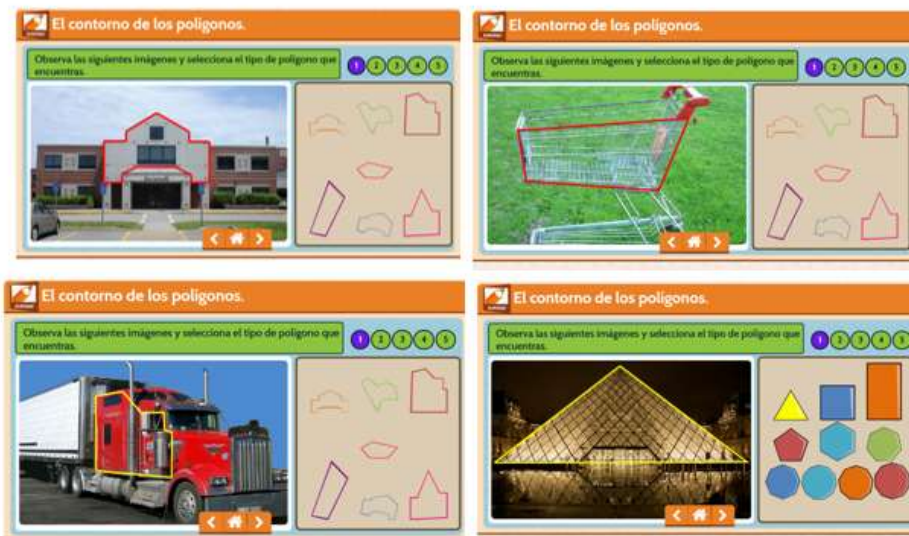 El contorno de los polígonos.
Observa las siguientes imágenes y selecciona el tipo de polígono que
encuentras.
1 2 3 4 5
El contorno de los polígonos.
Observa las siguientes imágenes y selecciona el tipo de polígono que
encuentras.
1 2 3 4 5
El contorno de los polígonos.
Observa las siguientes imágenes y selecciona el tipo de polígono que
encuentras.
1 2 3 4 5
El contorno de los polígonos.
Observa las siguientes imágenes y selecciona el tipo de polígono que
encuentras.
1 2 3 4 5